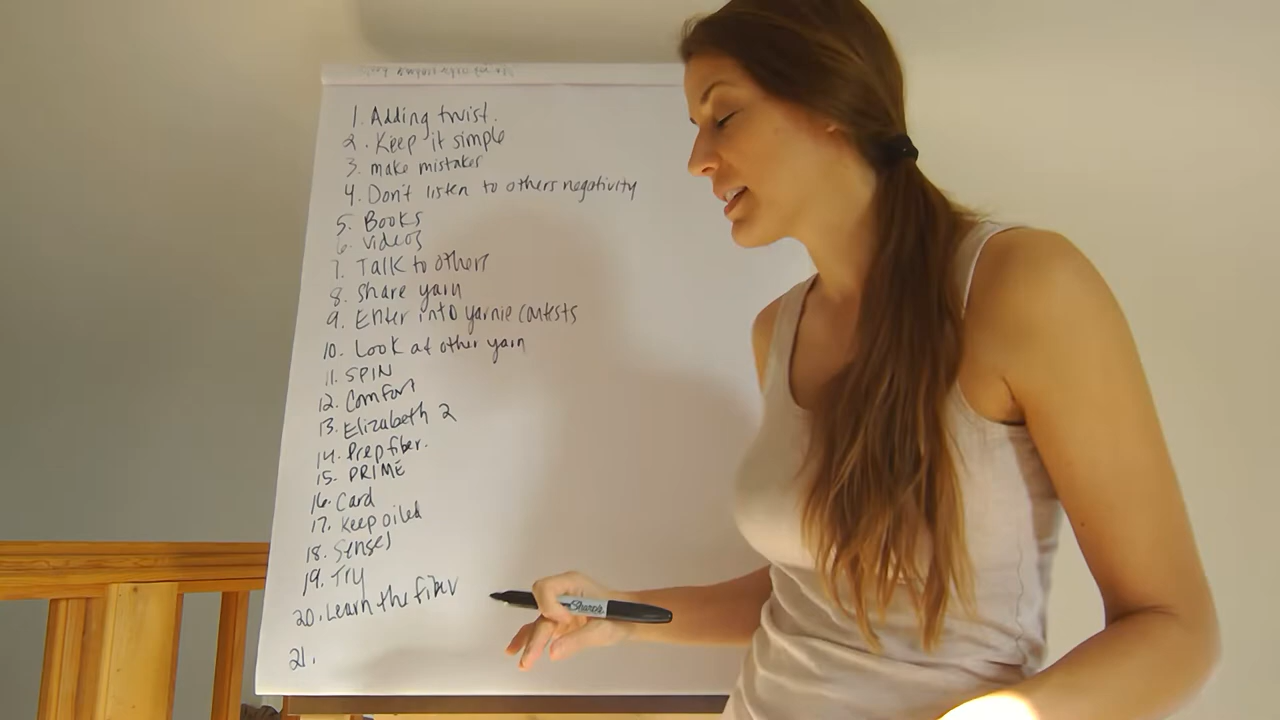 1. Adding twist.
2. Keep it simple
3. make mistakes
4. Don't listen to others negativity
5. Books
6. videos
7. Talk to others
8. share yarn
9. Enter into yarnie contests
10. Look at other yarn
11. SPIN
12. Comfort
13. Elizabeth 2
14. Prep fiber.
15. PRIME
16. Card
17. Keep oiled
18. Senses
19. Try
20. Learn the fiber
21.
Sharpie